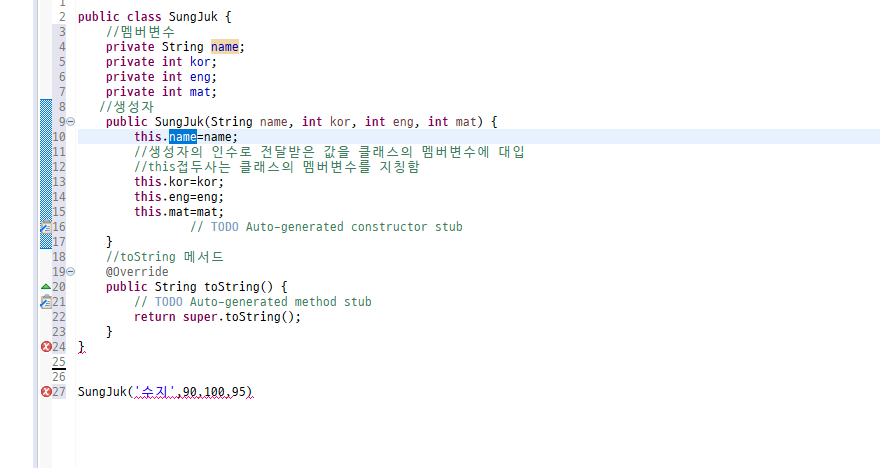 1
2 public class SungJuk {
3 //멤버변수
4 private String name;
5 private int kor;
6 private int eng;
7 private int mat;
8 //생성자
9 public SungJuk(String name, int kor, int eng, int mat) {
10 this.name=name;
11 //생성자의 인수로 전달받은 값을 클래스의 멤버변수에 대입
12 //this접두사는 클래스의 멤버변수를 지칭함
13 this.kor=kor;
14 this.eng=eng;
15 this.mat=mat;
16 // TODO Auto-generated constructor stub
17 }
18 //toString 메서드
19 @Override
20 public String toString() {
21 // TODO Auto-generated method stub
22 return super.toString();
23 }
24 }
25
26
27 SungJuk('수지',90,100,95)